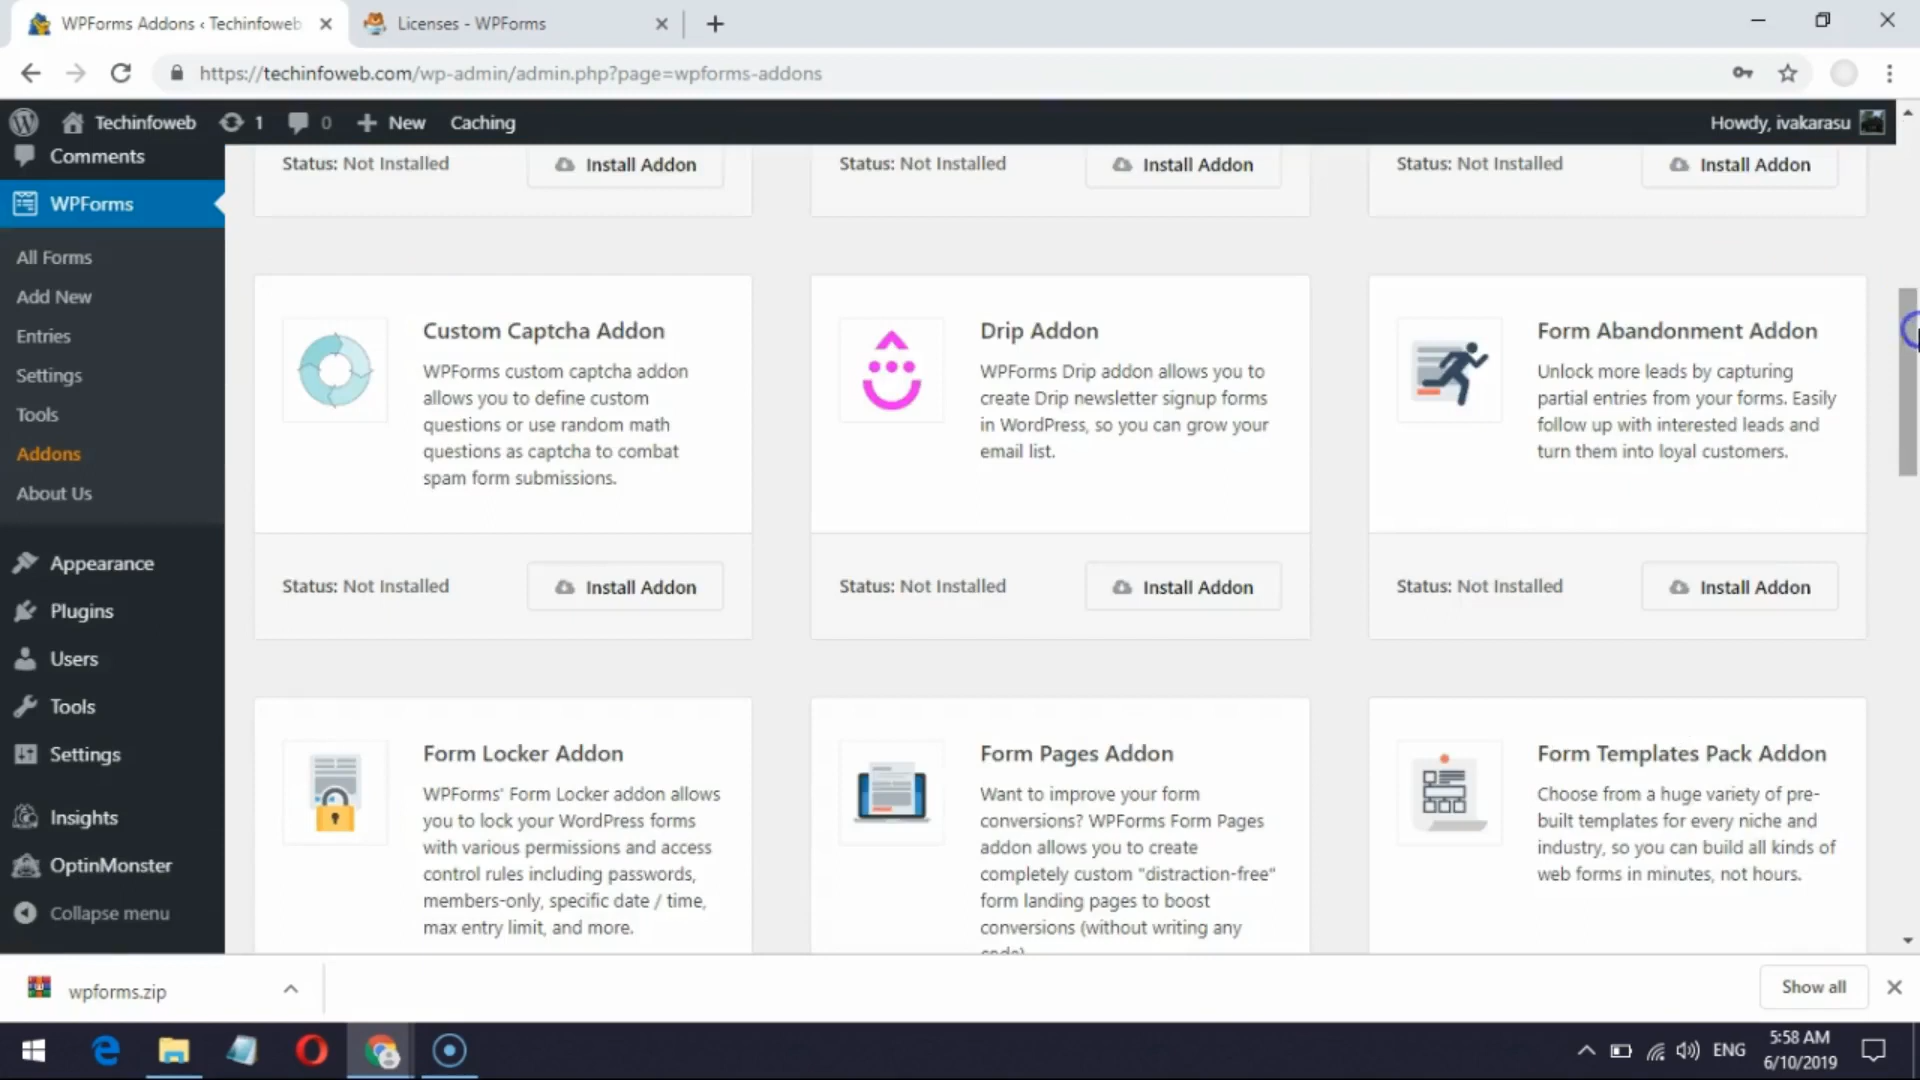 WPForms Addons ‹ Techinfoweb
Licenses - WPForms
https://techinfoweb.com/wp-admin/admin.php?page=wpforms-addons
Techinfoweb 1 0 New Caching Howdy, ivakarasu
Comments
WPForms
All Forms
Add New
Entries
Settings
Tools
Addons
About Us
Appearance
Plugins
Users
Tools
Settings
Insights
OptinMonster
Collapse menu
Status: Not Installed Install Addon
Status: Not Installed Install Addon
Status: Not Installed Install Addon
Custom Captcha Addon
WPForms custom captcha addon
allows you to define custom
questions or use random math
questions as captcha to combat
spam form submissions.
Status: Not Installed Install Addon
Drip Addon
WPForms Drip addon allows you to
create Drip newsletter signup forms
in WordPress, so you can grow your
email list.
Status: Not Installed Install Addon
Form Abandonment Addon
Unlock more leads by capturing
partial entries from your forms. Easily
follow up with interested leads and
turn them into loyal customers.
Status: Not Installed Install Addon
Form Locker Addon
WPForms' Form Locker addon allows
you to lock your WordPress forms
with various permissions and access
control rules including passwords,
members-only, specific date / time,
max entry limit, and more.
Form Pages Addon
Want to improve your form
conversions? WPForms Form Pages
addon allows you to create
completely custom "distraction-free"
form landing pages to boost
conversions (without writing any
code)
Form Templates Pack Addon
Choose from a huge variety of pre-
built templates for every niche and
industry, so you can build all kinds of
web forms in minutes, not hours.
wpforms.zip
Show all
ENG
5:58 AM
6/10/2019